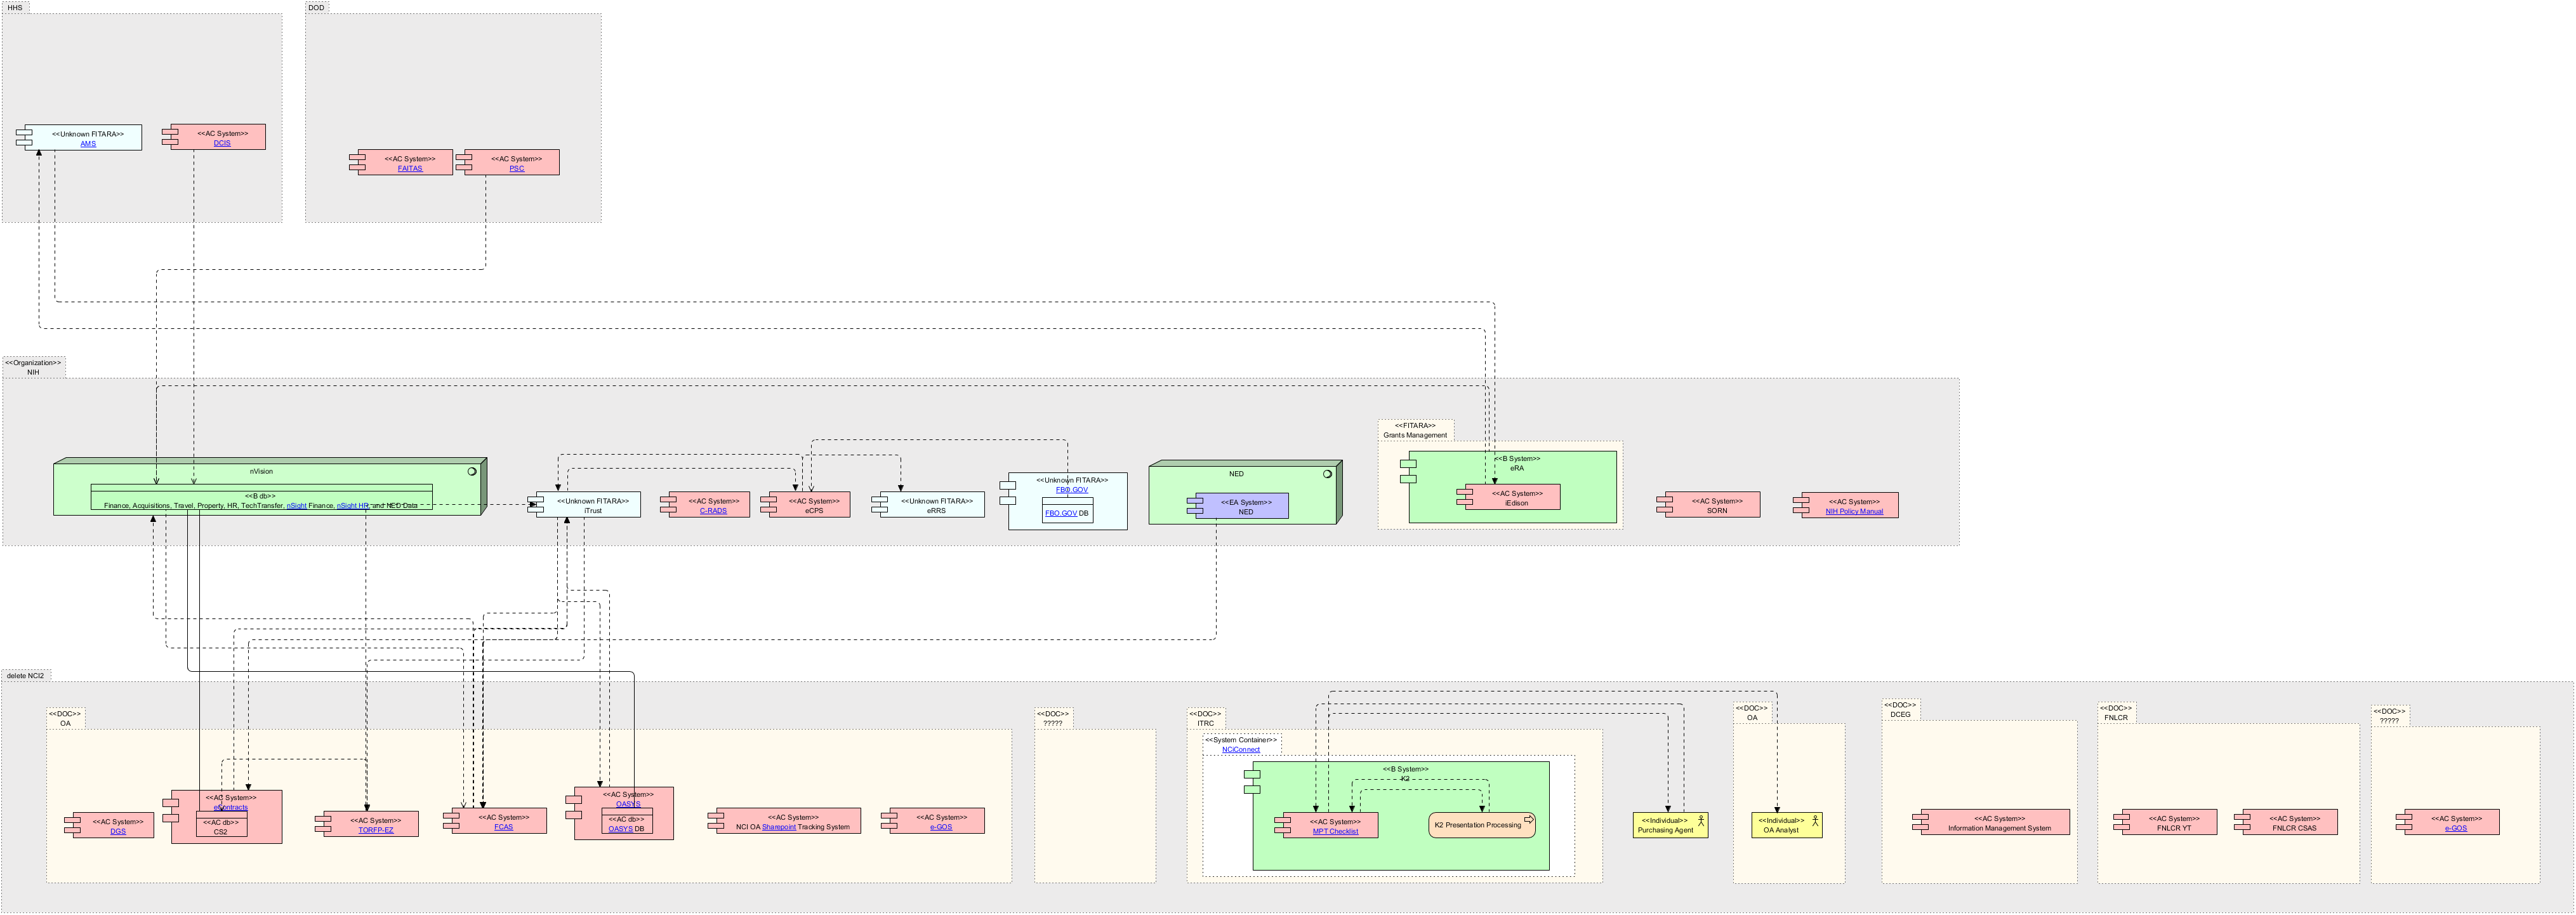 HHS
DOD
<<Unknown FITARA>>
AMS
<<AC System>>
DCIS
<<AC System>>
FAITAS
<<AC System>>
PSC
<<Organization>>
NIH
<<FITARA>>
Grants Management
nVision
<<B db>>
Finance, Acquisitions, Travel, Property, HR, TechTransfer, nSight Finance, nSight HR, and NED Data
<<Unknown FITARA>>
iTrust
<<AC System>>
C-RADS
<<AC System>>
eCPS
<<Unknown FITARA>>
eRRS
<<Unknown FITARA>>
FBO.GOV
FBO.GOV DB
NED
<<EA System>>
NED
<<B System>>
eRA
<<AC System>>
iEdison
<<AC System>>
SORN
<<AC System>>
NIH Policy Manual
delete NCI2
<<DOC>>
OA
<<AC System>>
DGS
<<AC System>>
eContracts
<<AC db>>
CS2
<<AC System>>
TORFP-EZ
<<AC System>>
FCAS
<<AC System>>
OASYS
<<AC db>>
OASYS DB
<<AC System>>
NCI OA Sharepoint Tracking System
<<AC System>>
e-GOS
<<DOC>>
?????
<<DOC>>
ITRC
<<System Container>>
NCiConnect
<<B System>>
K2
<<AC System>>
MPT Checklist
K2 Presentation Processing
<<Individual>>
Purchasing Agent
<<DOC>>
OA
<<Individual>>
OA Analyst
<<DOC>>
DCEG
<<AC System>>
Information Management System
<<DOC>>
FNLCR
<<AC System>>
FNLCR YT
<<AC System>>
FNLCR CSAS
<<DOC>>
?????
<<AC System>>
e-GOS